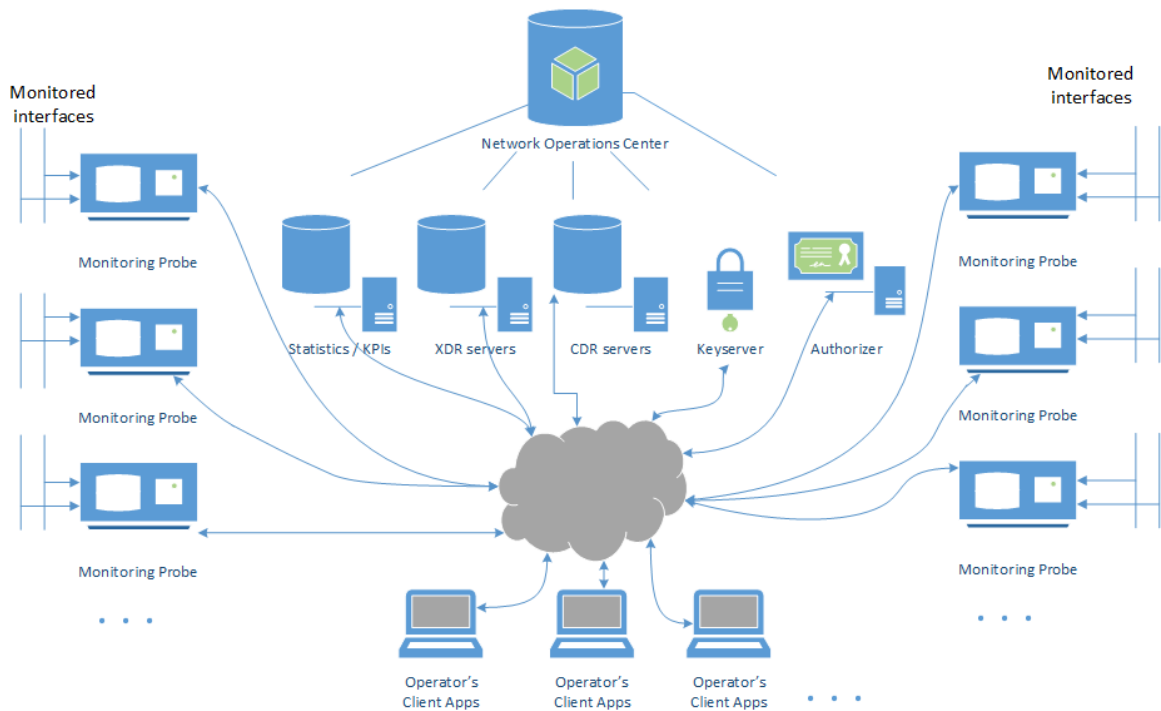 Monitored
interfaces
Monitored
interfaces
Network Operations Center
Monitoring Probe
Monitoring Probe
Statistics / KPIs
XDR servers
CDR servers
Keyserver
Authorizer
Monitoring Probe
Monitoring Probe
Monitoring Probe
Monitoring Probe
. . .
. . .
Operator's
Client Apps
Operator's
Client Apps
Operator's
Client Apps
. . .